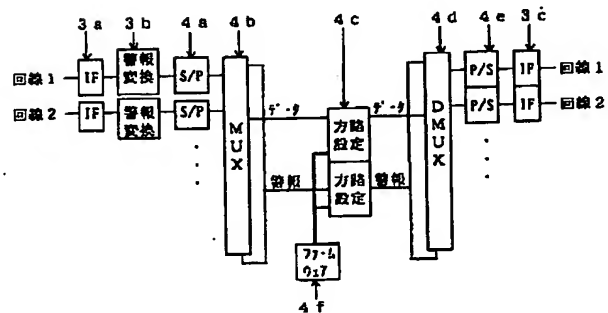 3a 3b 4a 4b 4c 4d 4e 3c
回線1 IF 警報変換 S/P MUX データ 方路設定 データ DMUX P/S IF 回線1
回線2 IF 警報変換 S/P P/S IF 回線2
警報 方路設定 警報
ファームウェア
4f